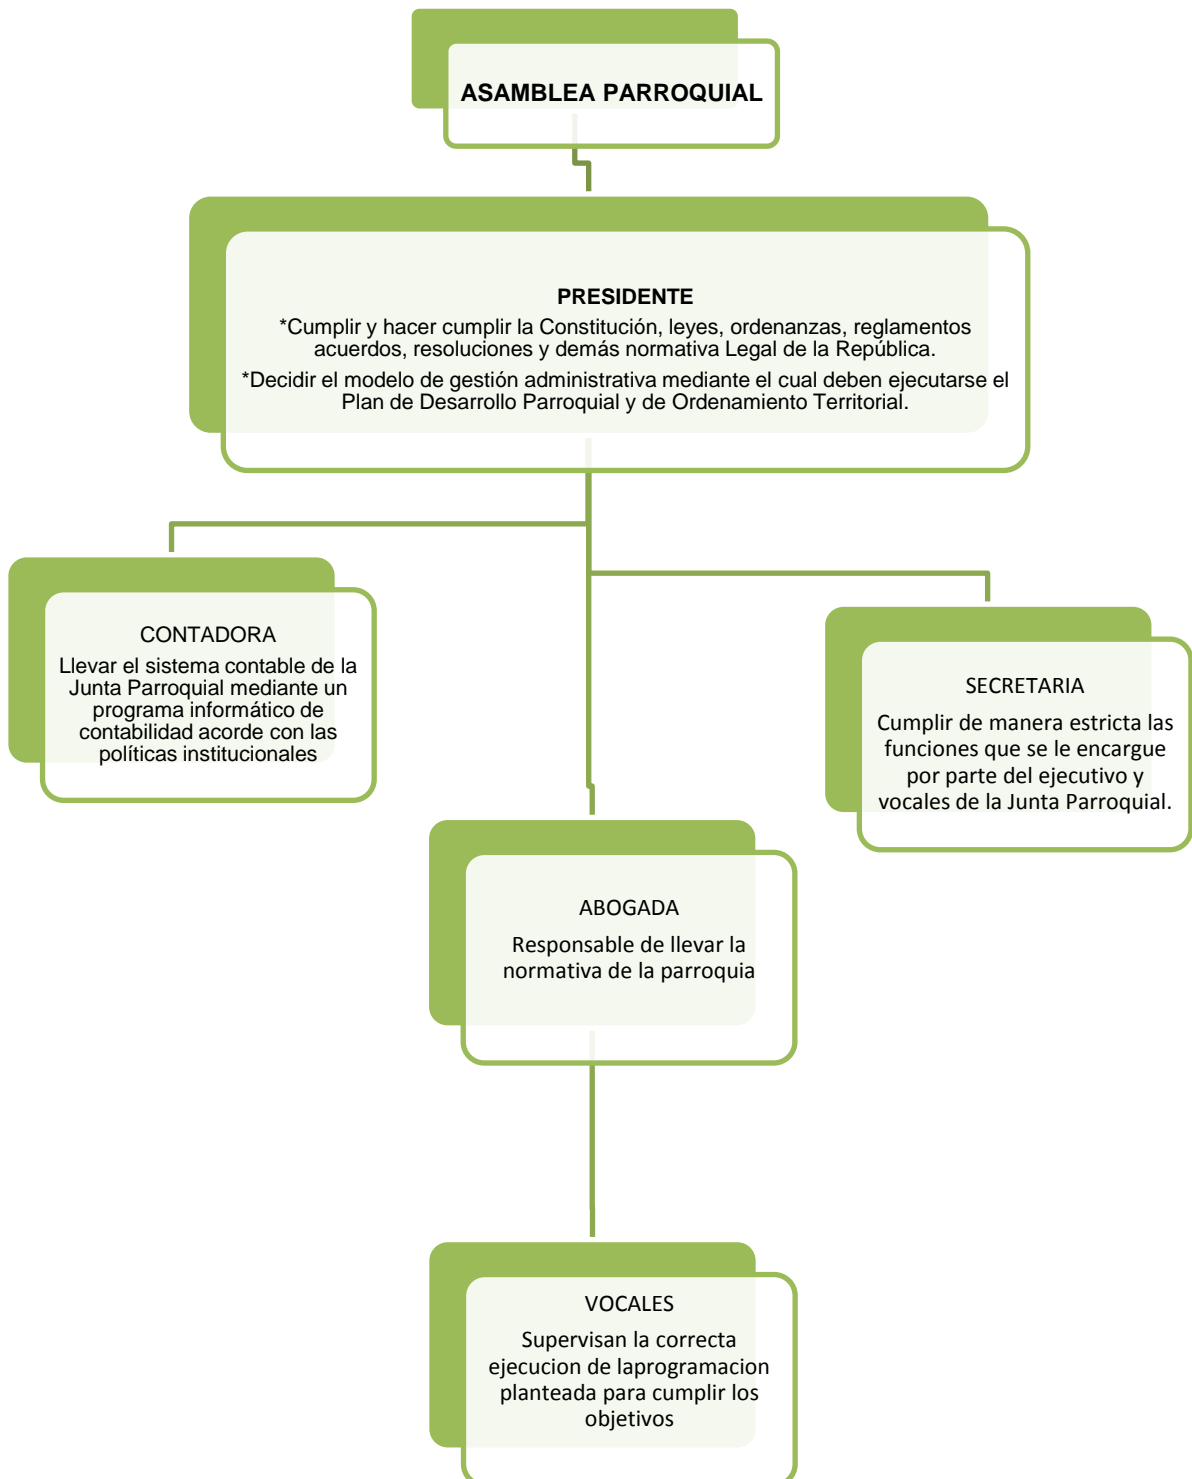 ASAMBLEA PARROQUIAL
PRESIDENTE
*Cumplir y hacer cumplir la Constitución, leyes, ordenanzas, reglamentos
acuerdos, resoluciones y demás normativa Legal de la República.
*Decidir el modelo de gestión administrativa mediante el cual deben ejecutarse el
Plan de Desarrollo Parroquial y de Ordenamiento Territorial.
CONTADORA
Llevar el sistema contable de la
Junta Parroquial mediante un
programa informático de
contabilidad acorde con las
políticas institucionales
SECRETARIA
Cumplir de manera estricta las
funciones que se le encargue
por parte del ejecutivo y
vocales de la Junta Parroquial.
ABOGADA
Responsable de llevar la
normativa de la parroquia
VOCALES
Supervisan la correcta
ejecucion de laprogramacion
planteada para cumplir los
objetivos